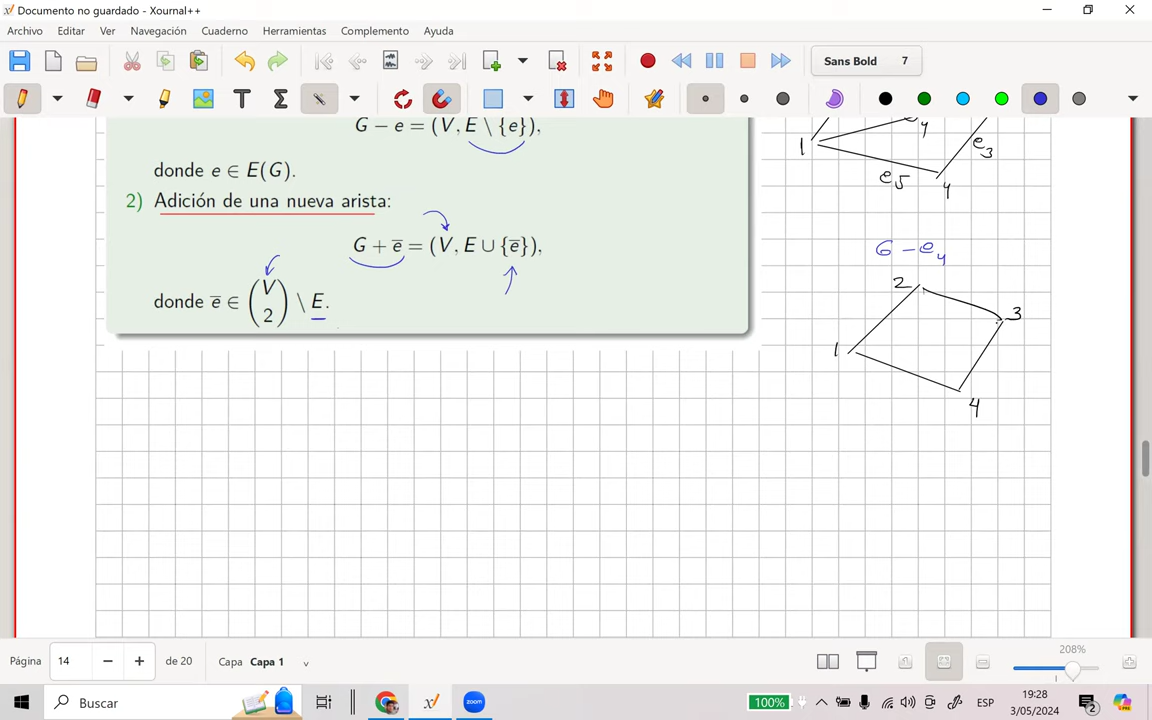 Documento no guardado - Xournal++
Archivo Editar Ver Navegación Cuaderno Herramientas Complemento Ayuda
Sans Bold 7
G − e = (V, E \ {e}),
donde e ∈ E(G).
2) Adición de una nueva arista:
G + e̅ = (V, E ∪ {e̅}),
donde e̅ ∈ (V 2) \ E.
e4
1
e3
e5
4
G − e4
2
3
1
4
Página 14 de 20 Capa Capa 1
208%
Buscar
100%
ESP
19:28
3/05/2024
2